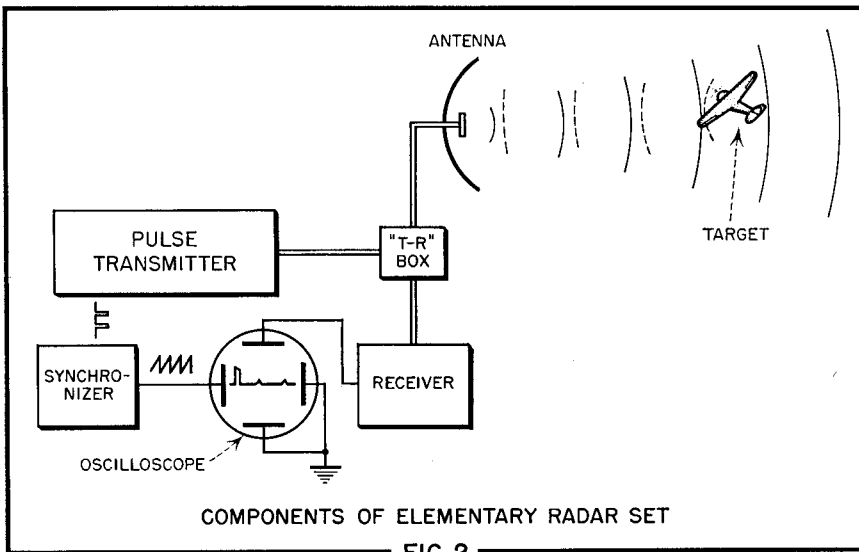 ANTENNA
TARGET
PULSE
TRANSMITTER
"T-R"
BOX
SYNCHRO-
NIZER
RECEIVER
OSCILLOSCOPE
COMPONENTS OF ELEMENTARY RADAR SET